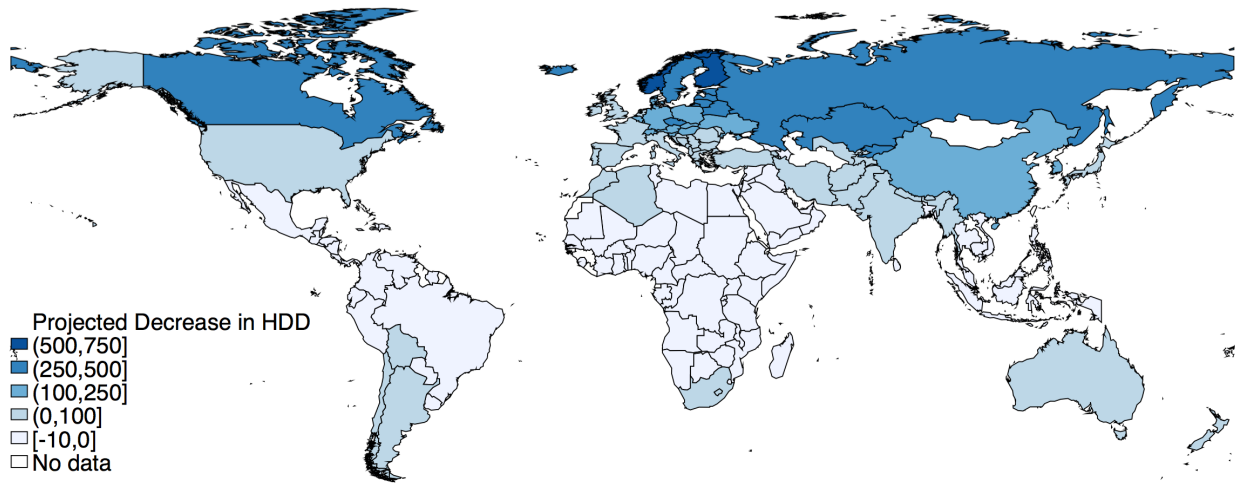 Projected Decrease in HDD
(500,750]
(250,500]
(100,250]
(0,100]
[-10,0]
No data